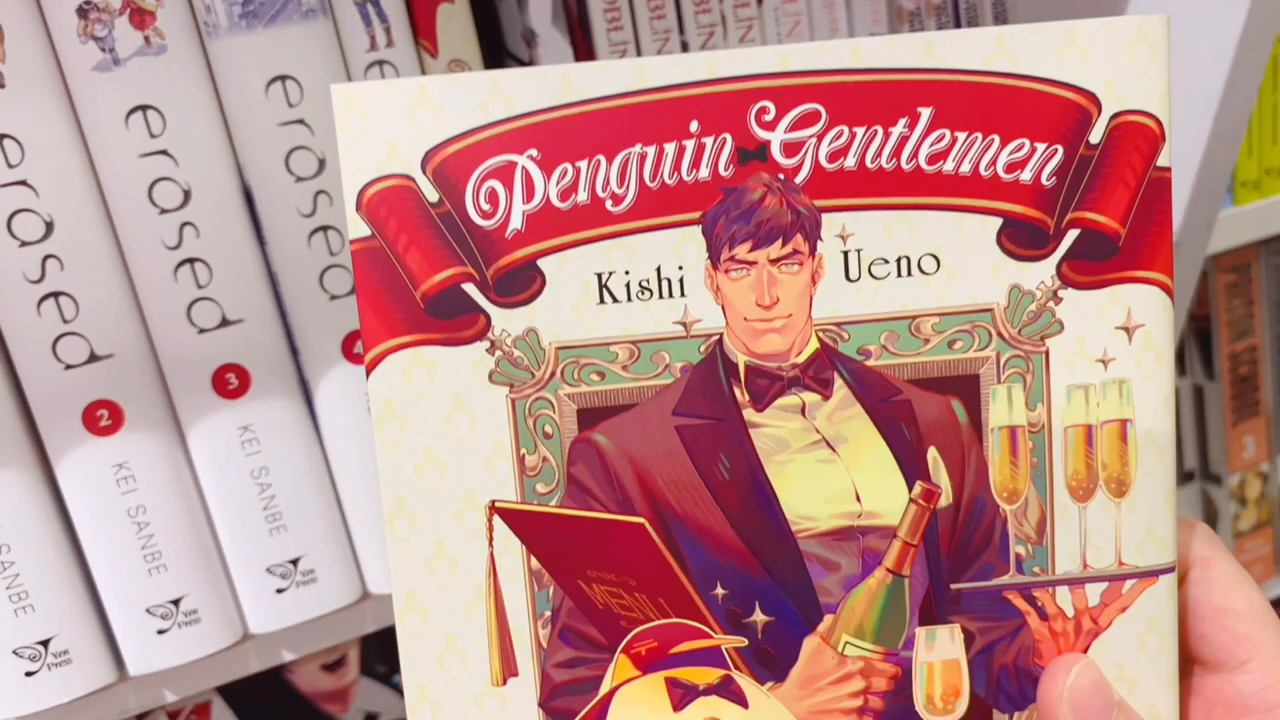 Penguin Gentlemen
Kishi Ueno
MENU
erased
2
KEI SANBE
Yen Press
erased
3
KEI SANBE
Yen Press
erased
4
SANBE
Yen Press